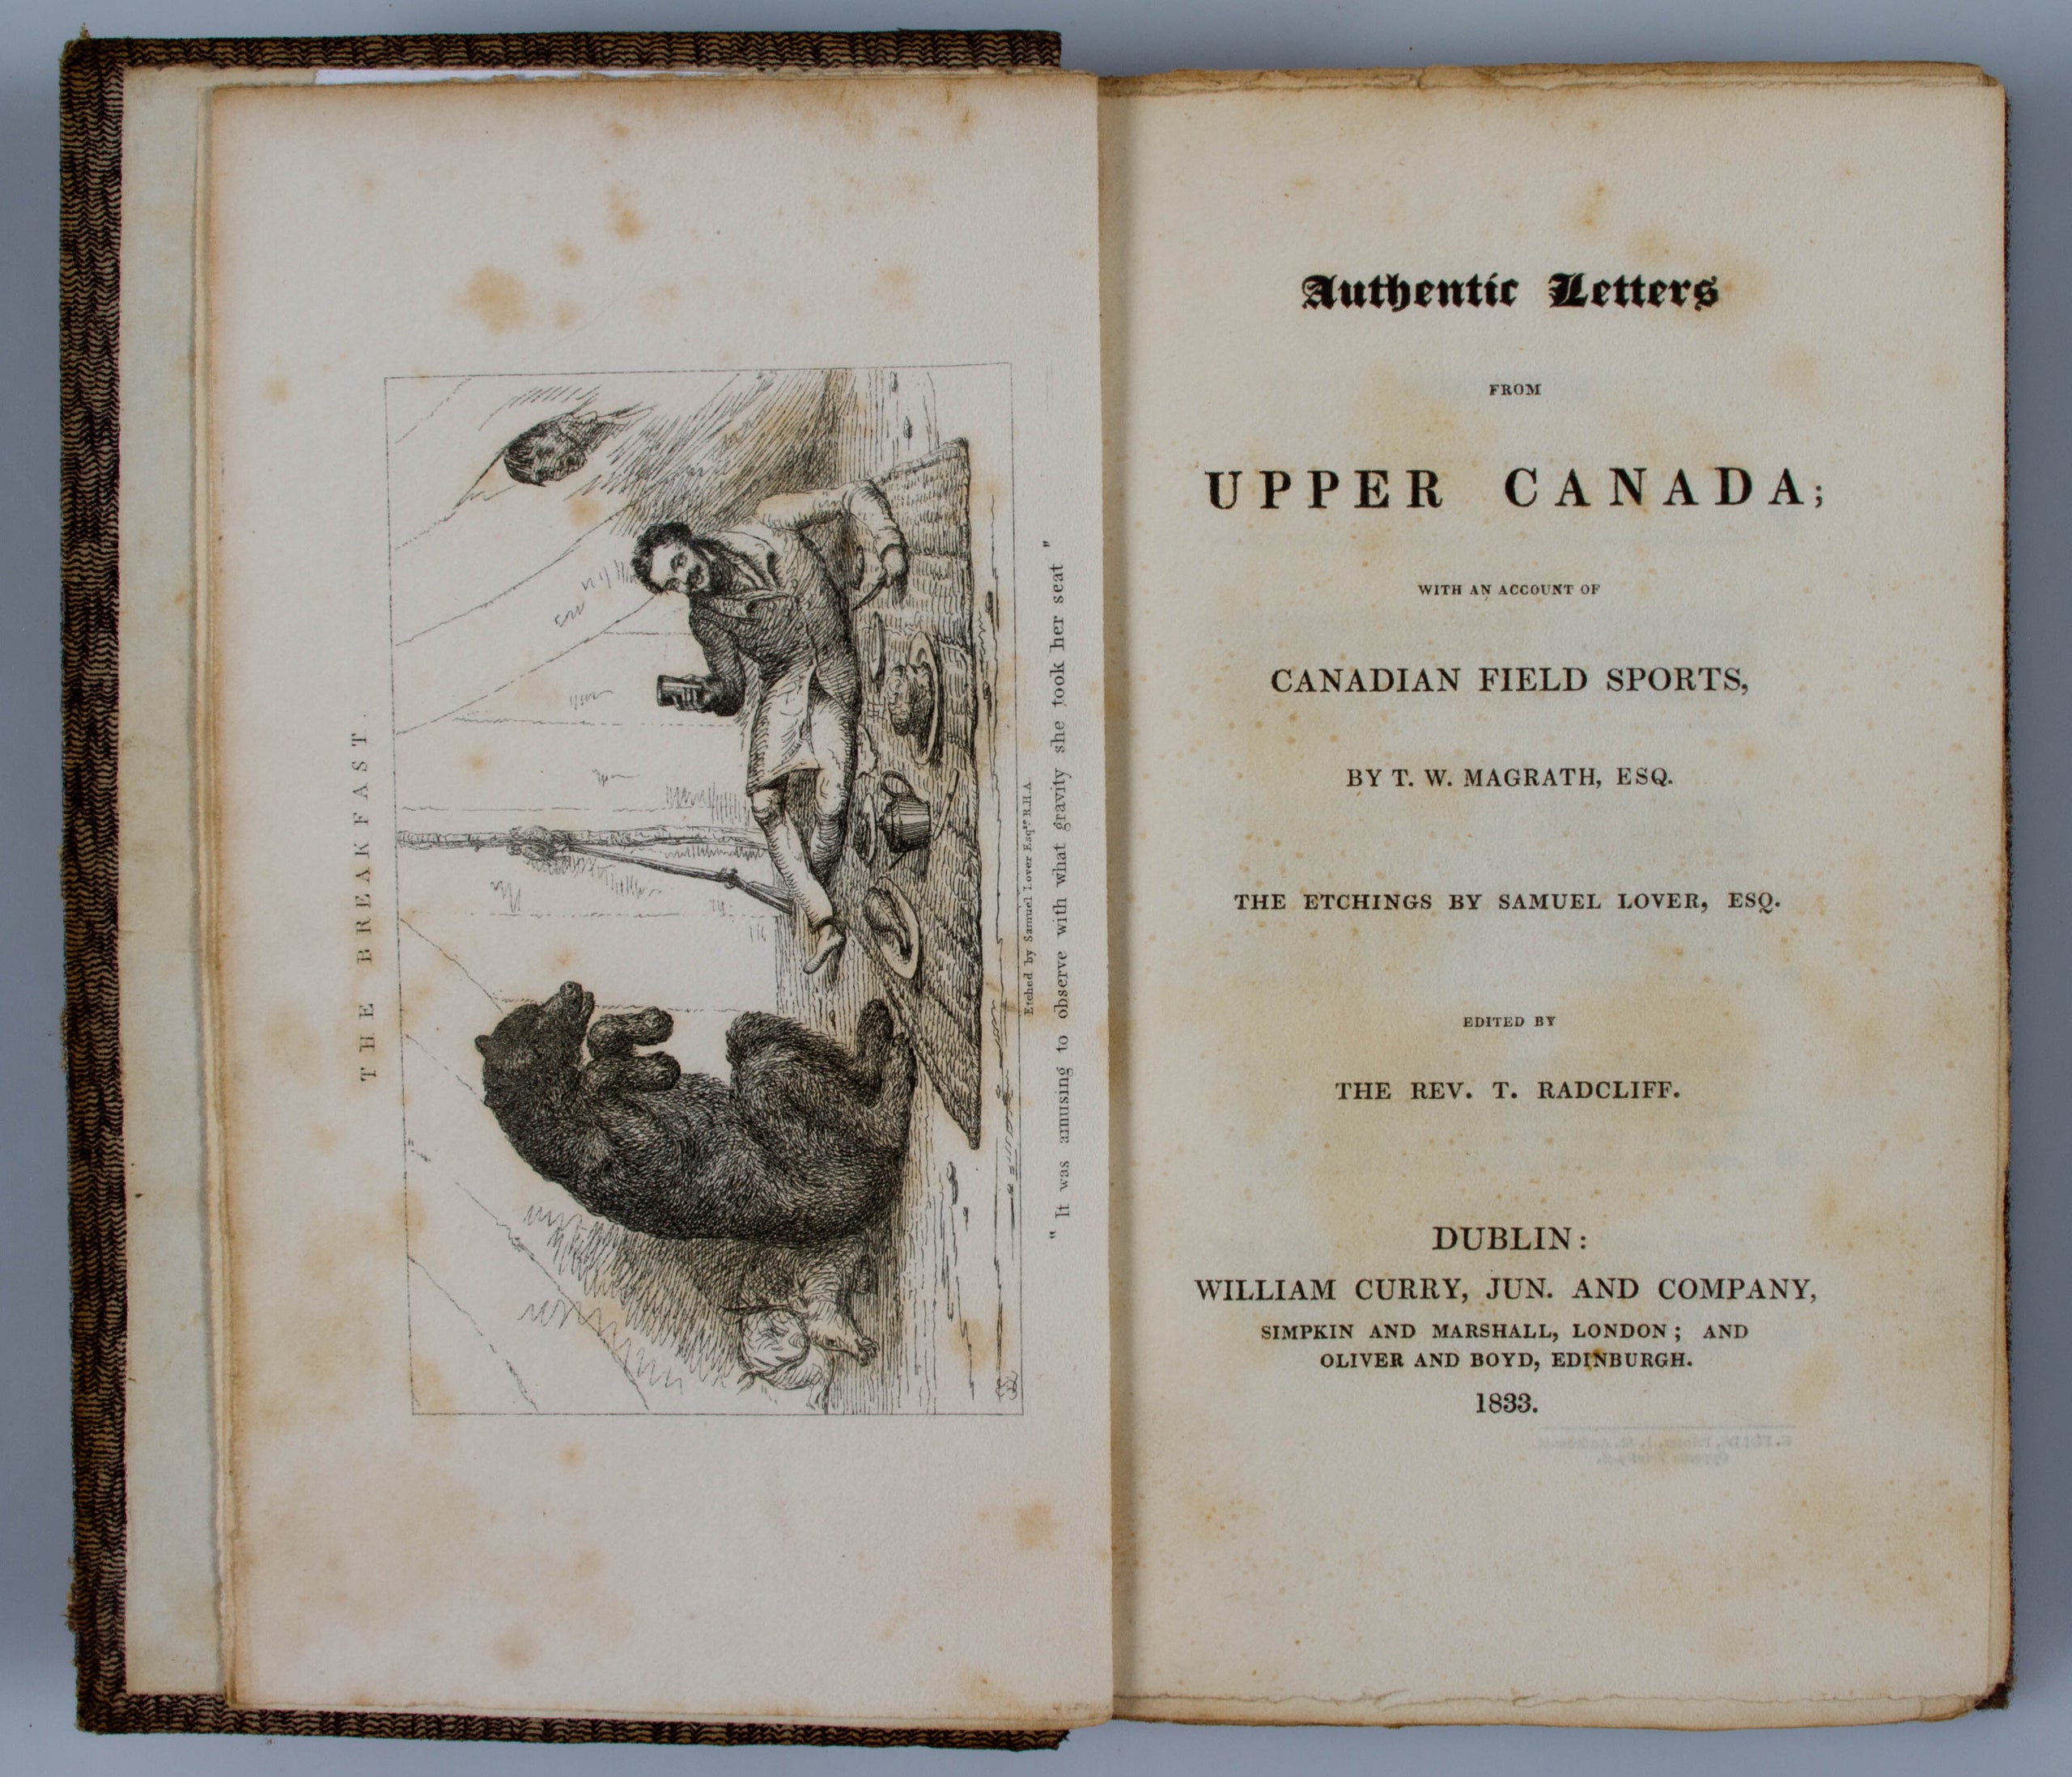 THE BREAKFAST.
Etched by Samuel Lover Esqr. R.H.A.
" It was amusing to observe with what gravity she took her seat "
Authentic Letters
FROM
UPPER CANADA;
WITH AN ACCOUNT OF
CANADIAN FIELD SPORTS,
BY T. W. MAGRATH, ESQ.
THE ETCHINGS BY SAMUEL LOVER, ESQ.
EDITED BY
THE REV. T. RADCLIFF.
DUBLIN:
WILLIAM CURRY, JUN. AND COMPANY,
SIMPKIN AND MARSHALL, LONDON; AND
OLIVER AND BOYD, EDINBURGH.
1833.